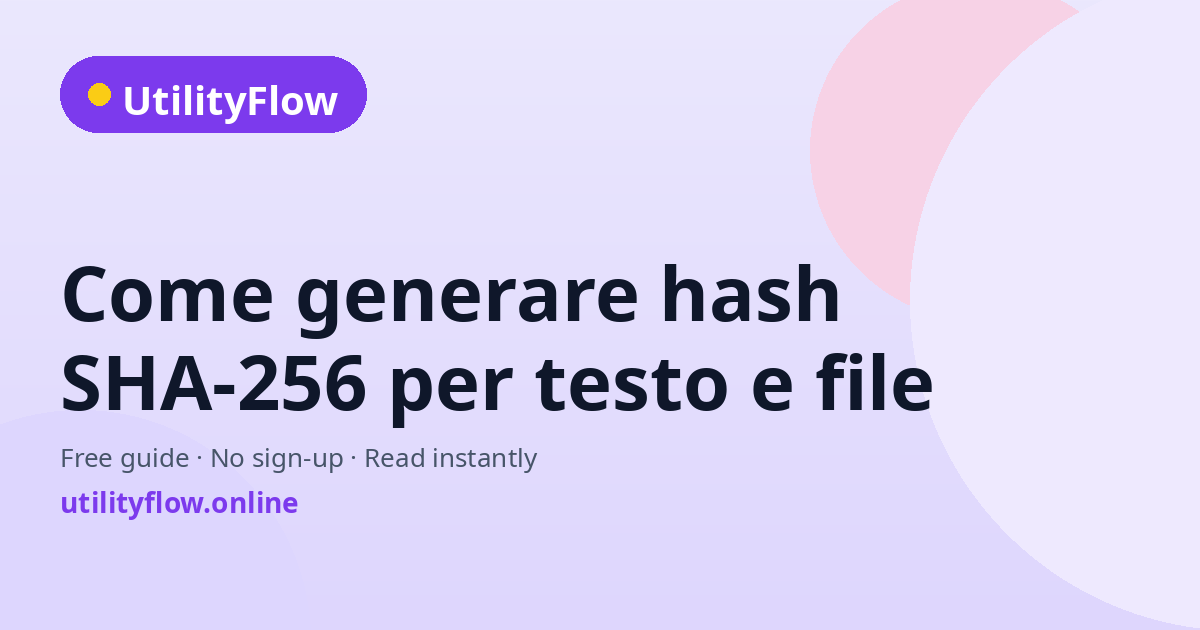 UtilityFlow
Come generare hash
SHA-256 per testo e file
Free guide · No sign-up · Read instantly
utilityflow.online